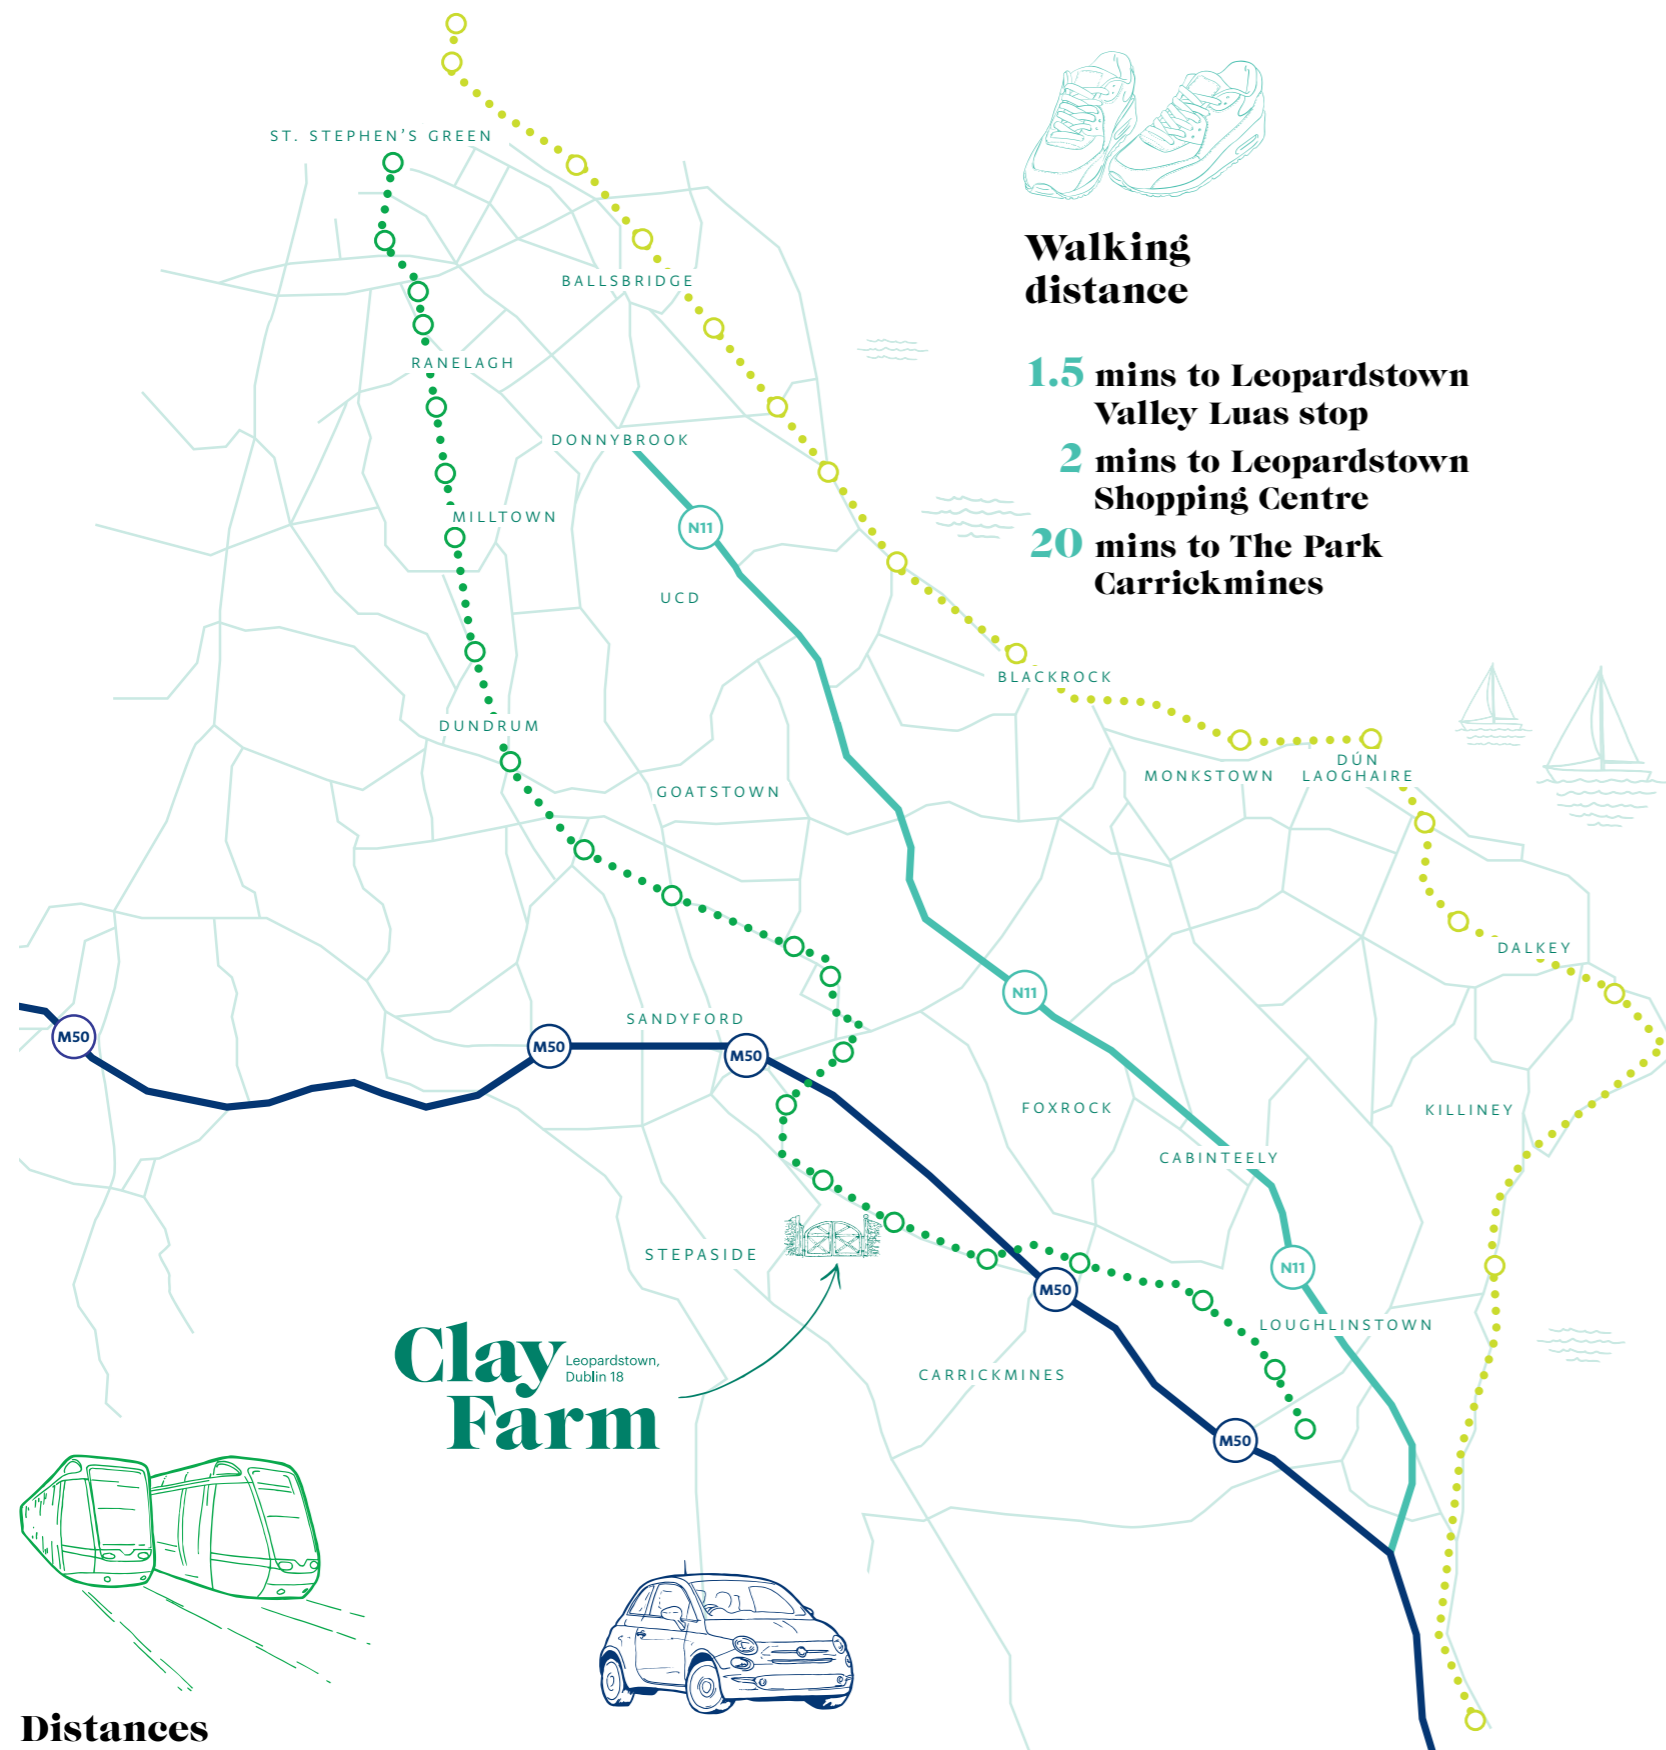 ST. STEPHEN'S GREEN
Walking
distance
BALLSBRIDGE
RANELAGH
1.5 mins to Leopardstown
Valley Luas stop
DONNYBROOK
2 mins to Leopardstown
Shopping Centre
MILLTOWN
N11
20 mins to The Park
Carrickmines
UCD
BLACKROCK
DUNDRUM
DÚN
LAOGHAIRE
MONKSTOWN
GOATSTOWN
DALKEY
N11
SANDYFORD
M50
M50
M50
FOXROCK
KILLINEY
CABINTEELY
STEPASIDE
N11
M50
LOUGHLINSTOWN
Clay
Farm
Leopardstown,
Dublin 18
CARRICKMINES
M50
Distances